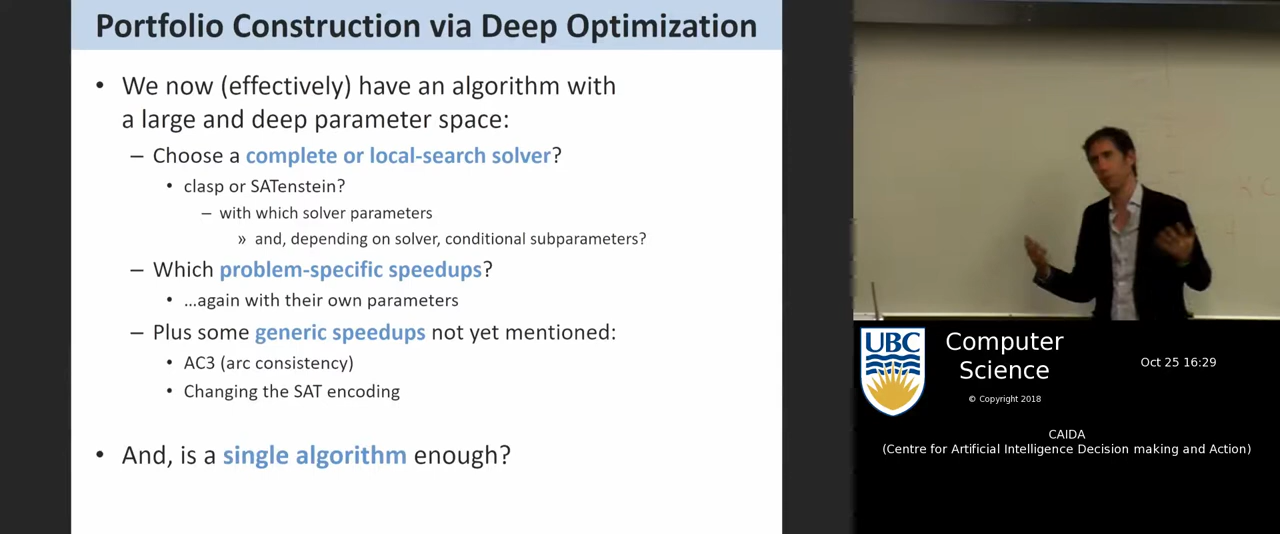 Portfolio Construction via Deep Optimization
• We now (effectively) have an algorithm with
a large and deep parameter space:
– Choose a complete or local-search solver?
• clasp or SATenstein?
– with which solver parameters
» and, depending on solver, conditional subparameters?
– Which problem-specific speedups?
• …again with their own parameters
– Plus some generic speedups not yet mentioned:
• AC3 (arc consistency)
• Changing the SAT encoding
• And, is a single algorithm enough?
UBC
Computer
Science
© Copyright 2018
Oct 25 16:29
CAIDA
(Centre for Artificial Intelligence Decision making and Action)